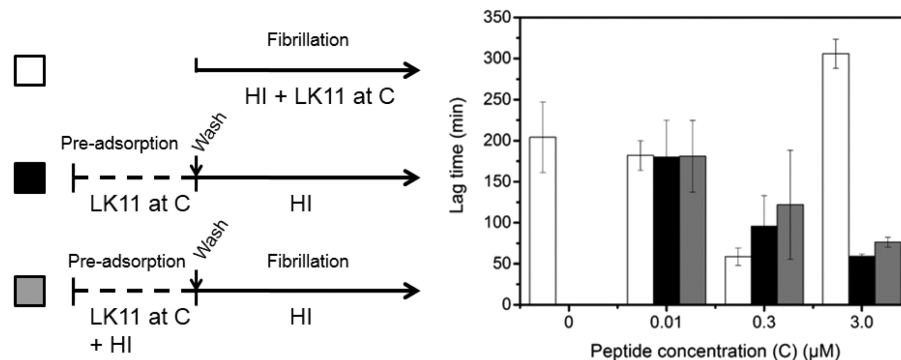 Fibrillation
HI + LK11 at C
Pre-adsorption
Wash
LK11 at C
HI
Pre-adsorption
Wash
Fibrillation
LK11 at C
+ HI
HI
Lag time (min)
350
300
250
200
150
100
50
0
0
0.01
0.3
3.0
Peptide concentration (C) (µM)